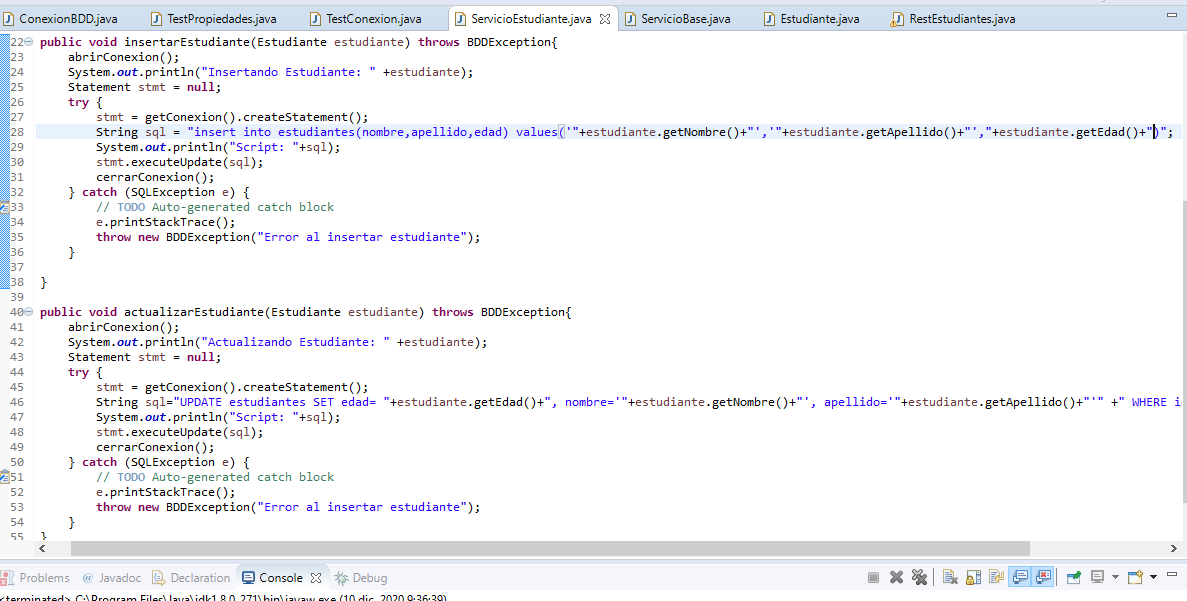 ConexionBDD.java TestPropiedades.java TestConexion.java ServicioEstudiante.java ServicioBase.java Estudiante.java RestEstudiantes.java
22 public void insertarEstudiante(Estudiante estudiante) throws BDDException{
23 abrirConexion();
24 System.out.println("Insertando Estudiante: " +estudiante);
25 Statement stmt = null;
26 try {
27 stmt = getConexion().createStatement();
28 String sql = "insert into estudiantes(nombre,apellido,edad) values('"+estudiante.getNombre()+"','"+estudiante.getApellido()+"',"+estudiante.getEdad()+")";
29 System.out.println("Script: "+sql);
30 stmt.executeUpdate(sql);
31 cerrarConexion();
32 } catch (SQLException e) {
33 // TODO Auto-generated catch block
34 e.printStackTrace();
35 throw new BDDException("Error al insertar estudiante");
36 }
37
38 }
39
40 public void actualizarEstudiante(Estudiante estudiante) throws BDDException{
41 abrirConexion();
42 System.out.println("Actualizando Estudiante: " +estudiante);
43 Statement stmt = null;
44 try {
45 stmt = getConexion().createStatement();
46 String sql="UPDATE estudiantes SET edad= "+estudiante.getEdad()+", nombre='"+estudiante.getNombre()+"', apellido='"+estudiante.getApellido()+"'" +" WHERE i
47 System.out.println("Script: "+sql);
48 stmt.executeUpdate(sql);
49 cerrarConexion();
50 } catch (SQLException e) {
51 // TODO Auto-generated catch block
52 e.printStackTrace();
53 throw new BDDException("Error al insertar estudiante");
54 }
55 }
Problems @ Javadoc Declaration Console Debug
<terminated> C:\Program Files\Java\jdk1.8.0_271\bin\javaw.exe (10 dic. 2020 9:36:39)